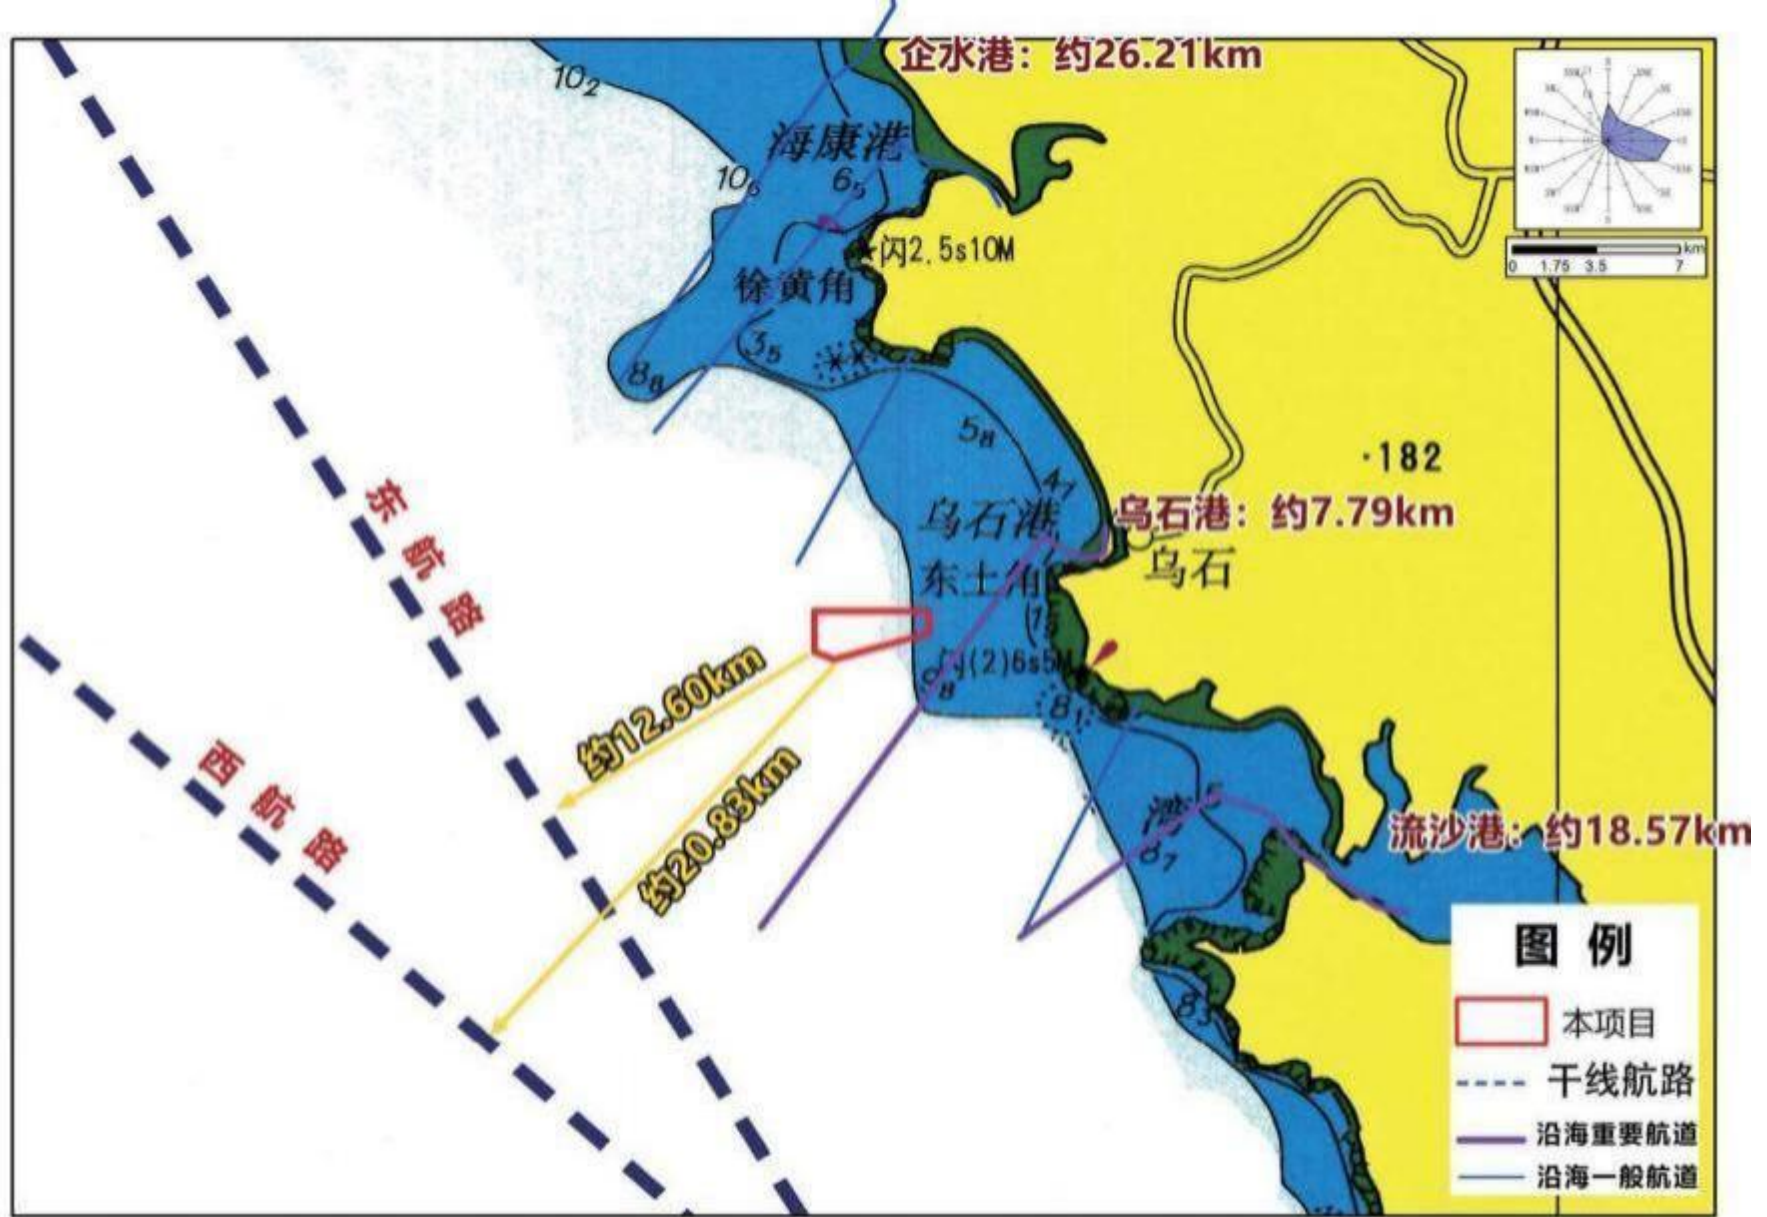 企水港：约26.21km
10₂
海康港
10₆
6₅
闪2.5s10M
km
0 1.75 3.5 7
徐黄角
3₅
8₈
5₈
·182
4₇
乌石港
乌石港：约7.79km
东土角
乌石
东航路
闪(2)6s5M
约12.60km
8₁
西航路
约20.83km
湾
8₇
流沙港：约18.57km
图例
8₃
本项目
干线航路
沿海重要航道
沿海一般航道